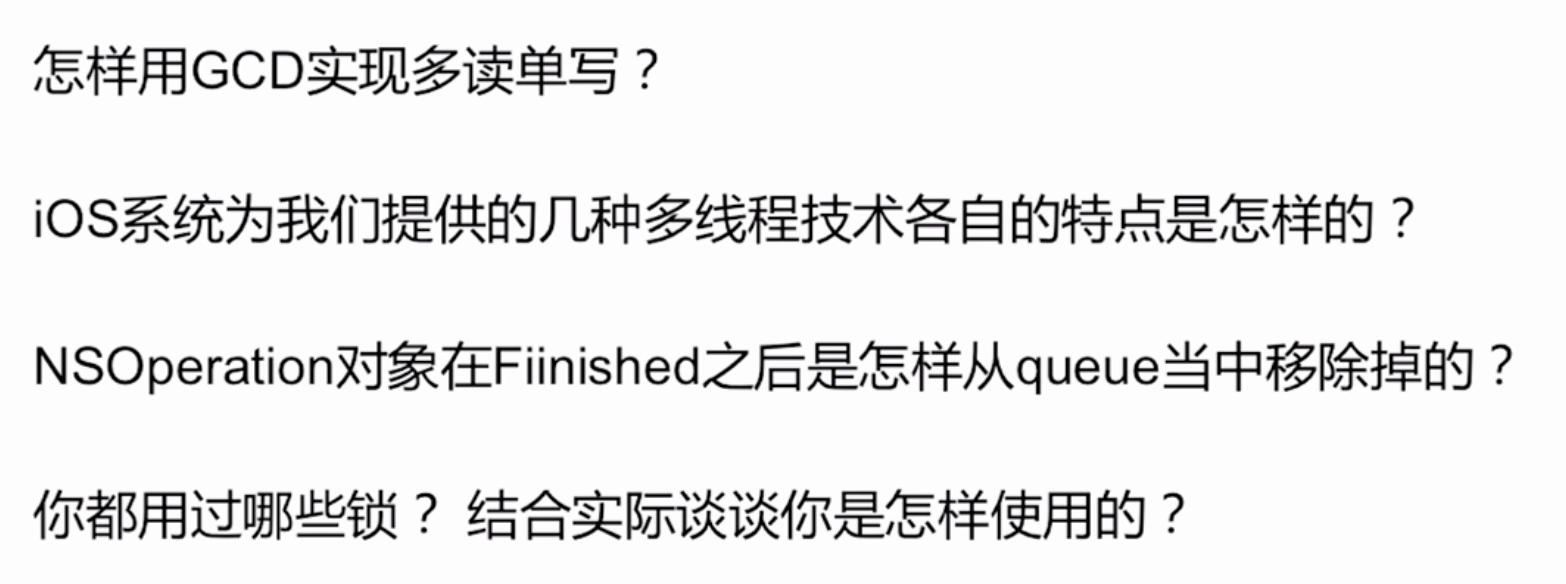 怎样用GCD实现多读单写？
iOS系统为我们提供的几种多线程技术各自的特点是怎样的？
NSOperation对象在Fiinished之后是怎样从queue当中移除掉的？
你都用过哪些锁？ 结合实际谈谈你是怎样使用的？